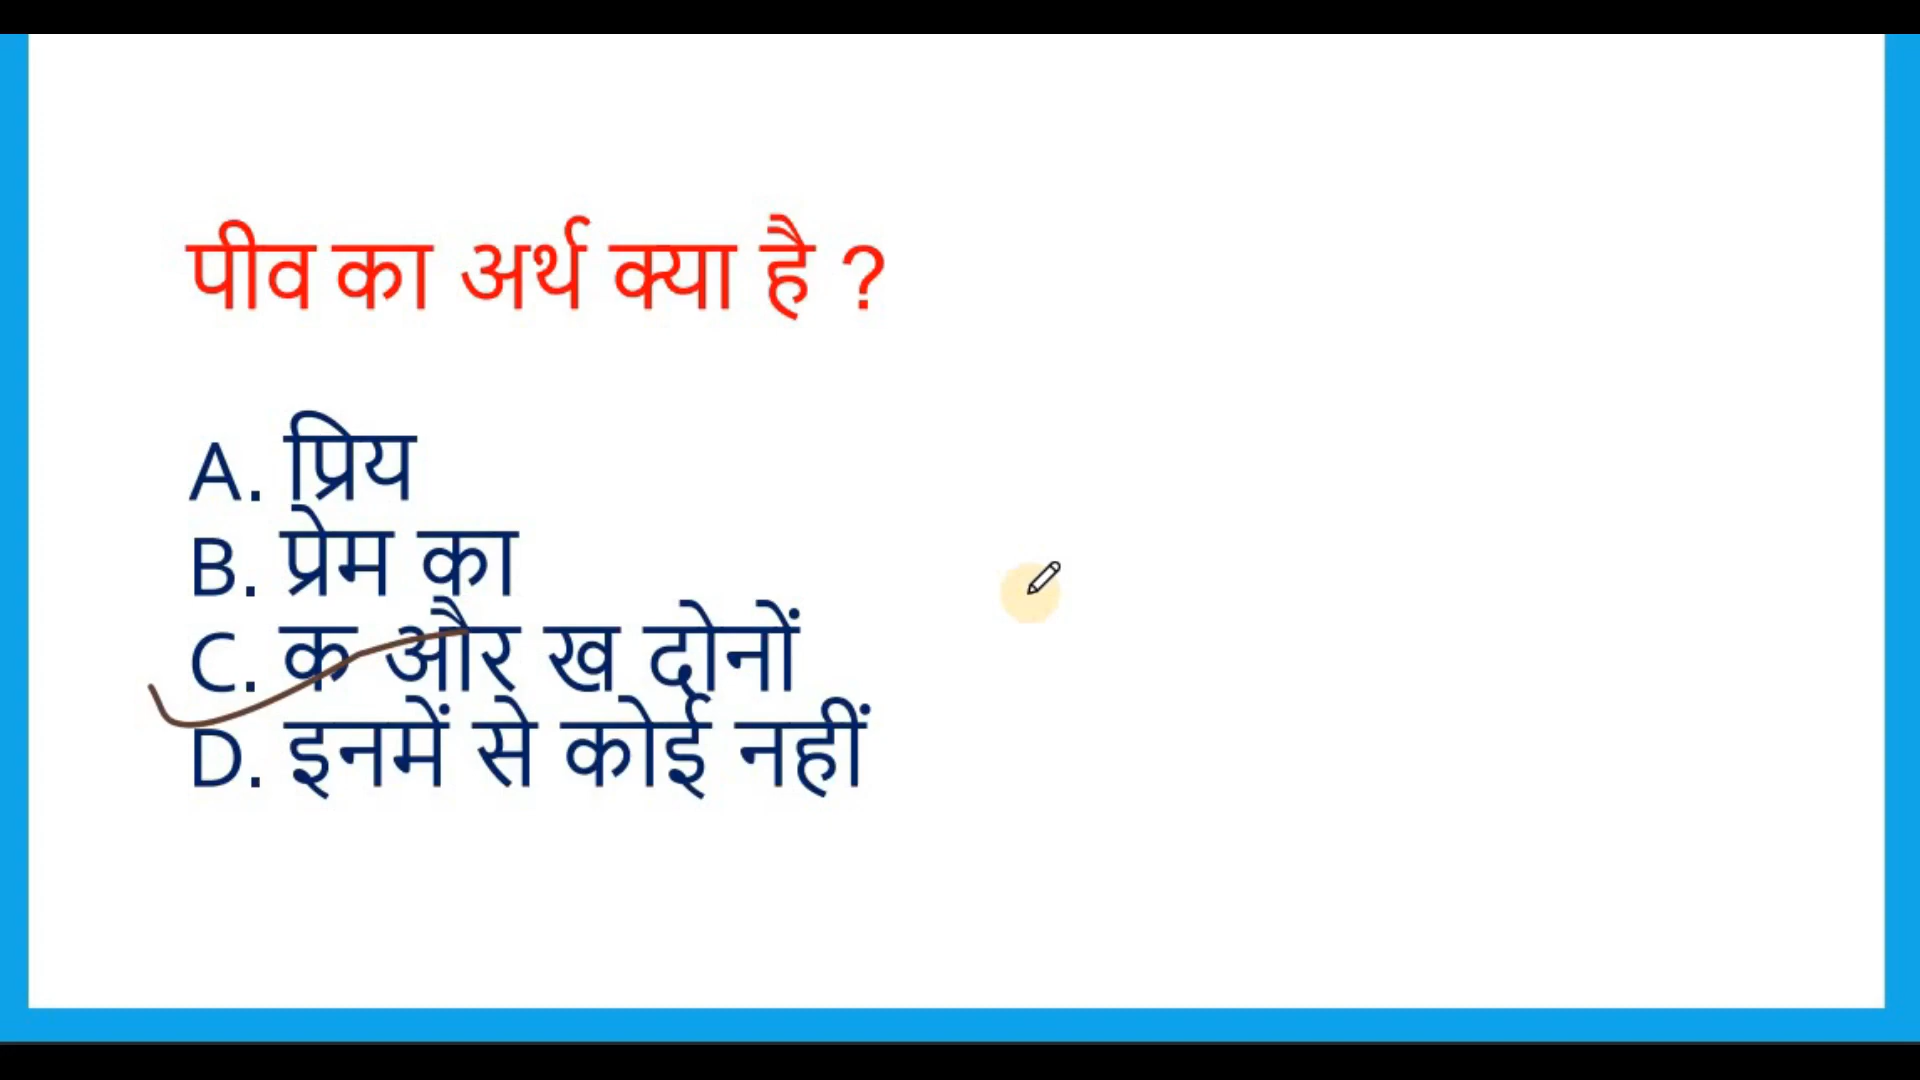 पीव का अर्थ क्या है ?
A. प्रिय
B. प्रेम का
C. क और ख दोनों
D. इनमें से कोई नहीं